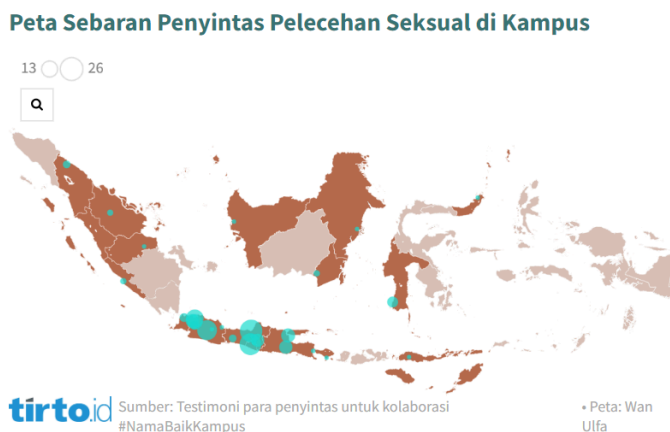 Peta Sebaran Penyintas Pelecehan Seksual di Kampus
13 26
tirto.id
Sumber: Testimoni para penyintas untuk kolaborasi
#NamaBaikKampus
• Peta: Wan
Ulfa